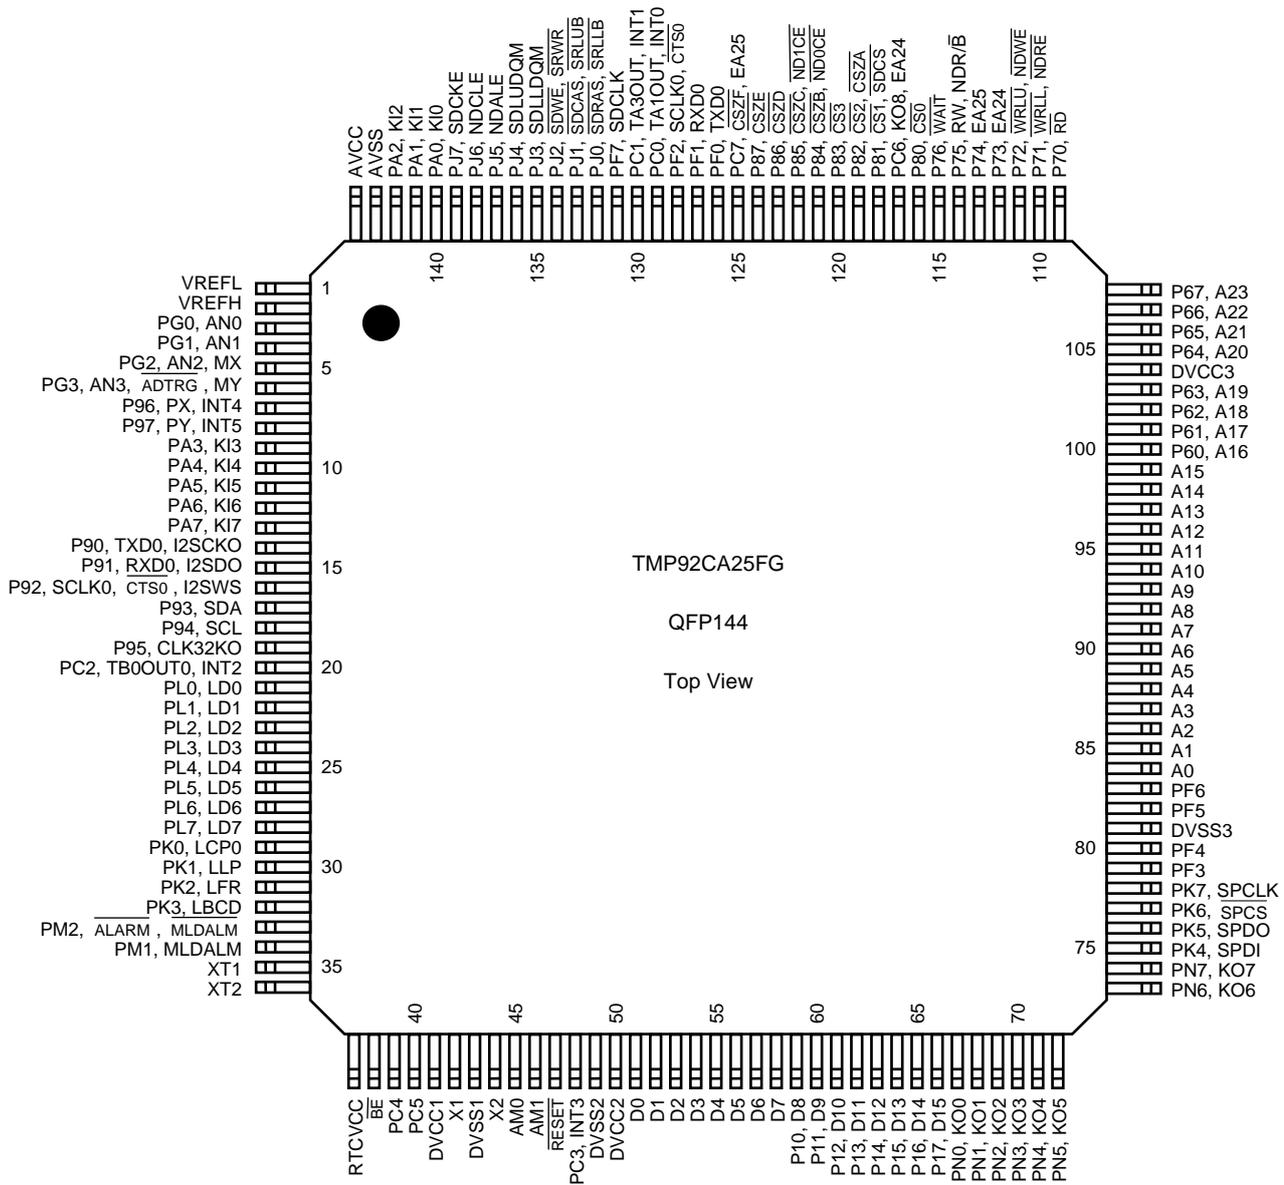 AVCC
AVSS
PA2, KI2
PA1, KI1
PA0, KI0
PJ7, SDCKE
PJ6, NDCLE
PJ5, NDALE
PJ4, SDLUDQM
PJ3, SDLLDQM
PJ2, SDWE, SRWR
PJ1, SDCAS, SRLUB
PJ0, SDRAS, SRLLB
PF7, SDCLK
PC1, TA3OUT, INT1
PC0, TA1OUT, INT0
PF2, SCLK0, CTS0
PF1, RXD0
PF0, TXD0
PC7, CSZF, EA25
P87, CSZE
P86, CSZD
P85, CSZC, ND1CE
P84, CSZB, ND0CE
P83, CS3
P82, CS2, CSZA
P81, CS1, SDCS
PC6, KO8, EA24
P80, CS0
P76, WAIT
P75, RW, NDR/B
P74, EA25
P73, EA24
P72, WRLU, NDWE
P71, WRLL, NDRE
P70, RD
140
135
130
125
120
115
110
VREFL
VREFH
PG0, AN0
PG1, AN1
PG2, AN2, MX
PG3, AN3, ADTRG , MY
P96, PX, INT4
P97, PY, INT5
PA3, KI3
PA4, KI4
PA5, KI5
PA6, KI6
PA7, KI7
P90, TXD0, I2SCKO
P91, RXD0, I2SDO
P92, SCLK0, CTS0 , I2SWS
P93, SDA
P94, SCL
P95, CLK32KO
PC2, TB0OUT0, INT2
PL0, LD0
PL1, LD1
PL2, LD2
PL3, LD3
PL4, LD4
PL5, LD5
PL6, LD6
PL7, LD7
PK0, LCP0
PK1, LLP
PK2, LFR
PK3, LBCD
PM2, ALARM , MLDALM
PM1, MLDALM
XT1
XT2
1
5
10
15
20
25
30
35
TMP92CA25FG
QFP144
Top View
105
100
95
90
85
80
75
P67, A23
P66, A22
P65, A21
P64, A20
DVCC3
P63, A19
P62, A18
P61, A17
P60, A16
A15
A14
A13
A12
A11
A10
A9
A8
A7
A6
A5
A4
A3
A2
A1
A0
PF6
PF5
DVSS3
PF4
PF3
PK7, SPCLK
PK6, SPCS
PK5, SPDO
PK4, SPDI
PN7, KO7
PN6, KO6
40
45
50
55
60
65
70
RTCVCC
BE
PC4
PC5
DVCC1
X1
DVSS1
X2
AM0
AM1
RESET
PC3, INT3
DVSS2
DVCC2
D0
D1
D2
D3
D4
D5
D6
D7
P10, D8
P11, D9
P12, D10
P13, D11
P14, D12
P15, D13
P16, D14
P17, D15
PN0, KO0
PN1, KO1
PN2, KO2
PN3, KO3
PN4, KO4
PN5, KO5